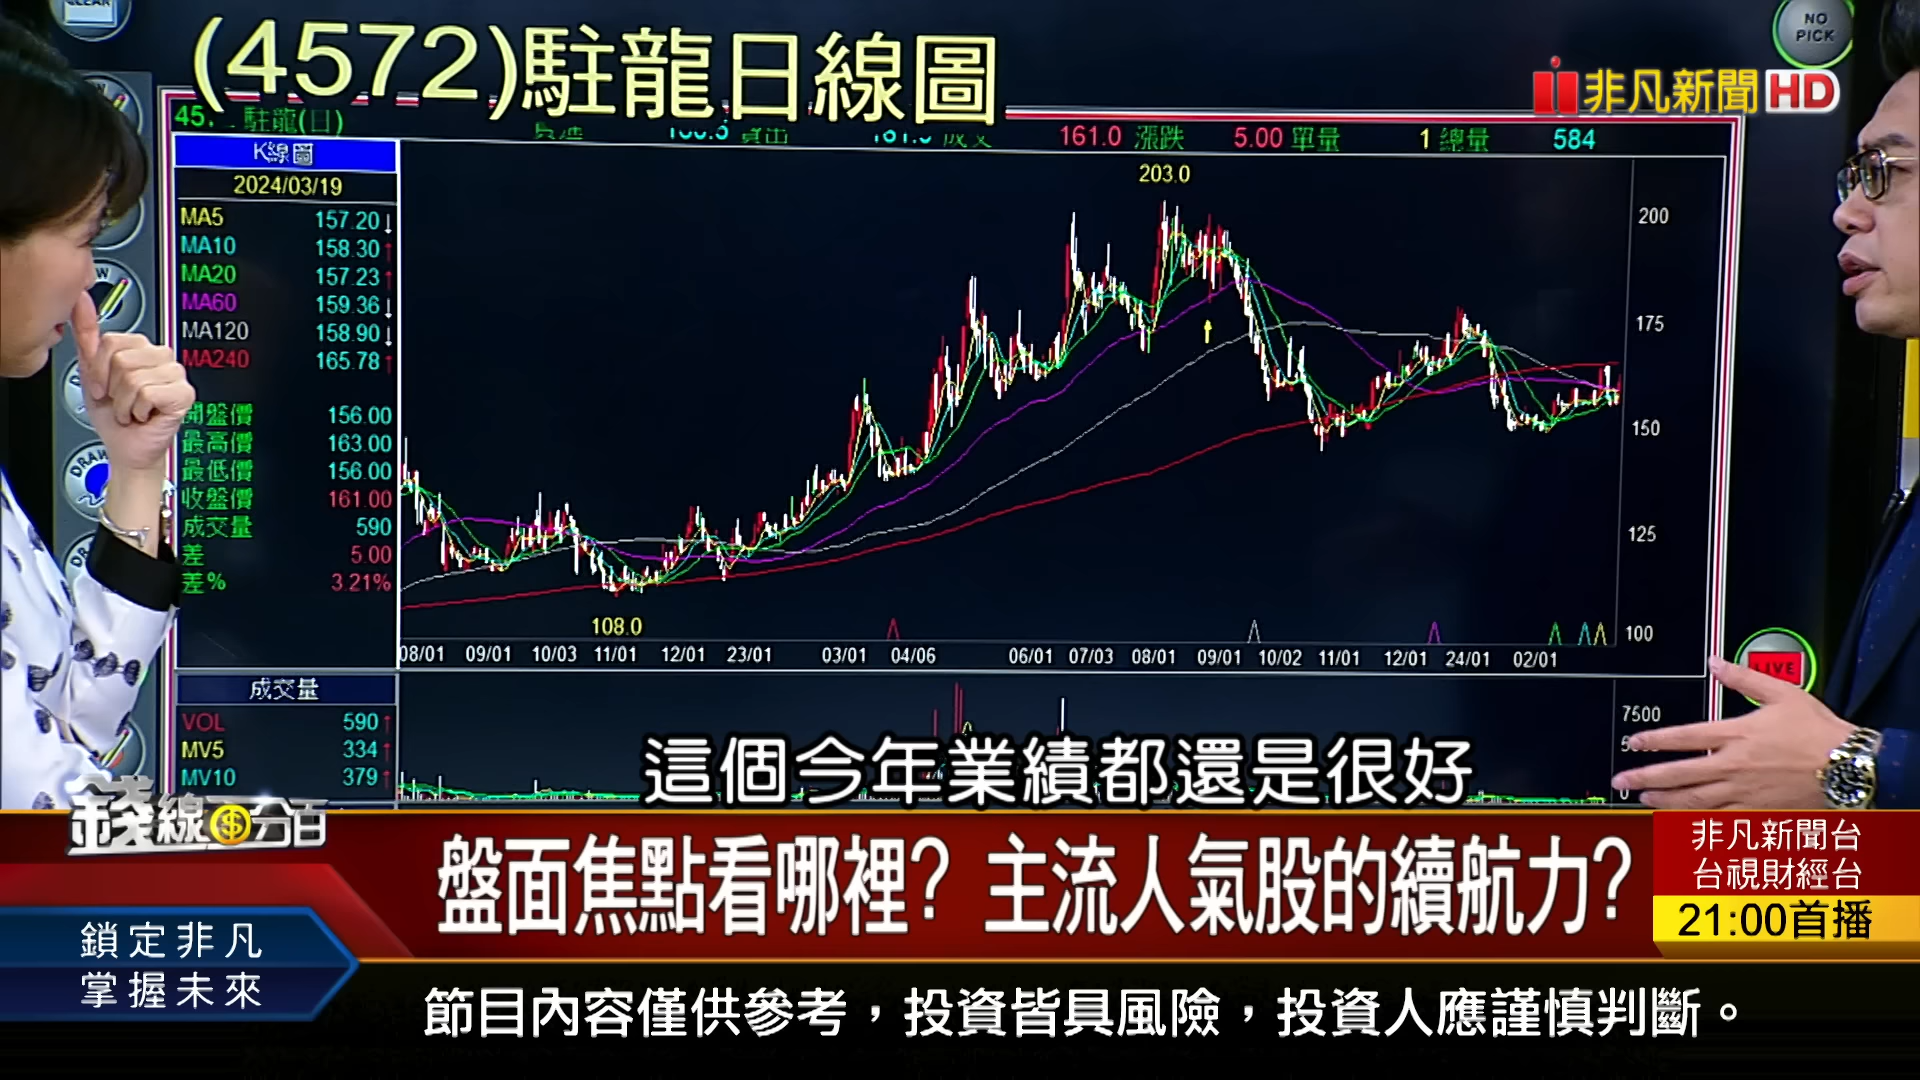 (4572)駐龍日線圖
NO
PICK
非凡新聞HD
駐龍(日)
161.0 漲跌 5.00 單量 1 總量 584
K線圖
2024/03/19
MA5 157.20↓
MA10 158.30↑
MA20 157.23↑
MA60 159.36↓
MA120 158.90↓
MA240 165.78↑
開盤價 156.00
最高價 163.00
最低價 156.00
收盤價 161.00
成交量 590
差 5.00
差% 3.21%
203.0
108.0
200
175
150
125
100
08/01 09/01 10/03 11/01 12/01 23/01 03/01 04/06 06/01 07/03 08/01 09/01 10/02 11/01 12/01 24/01 02/01
LIVE
成交量
VOL 590↑
MV5 334↑
MV10 379↑
7500
0
這個今年業績都還是很好
錢線百分百
盤面焦點看哪裡? 主流人氣股的續航力?
非凡新聞台
台視財經台
21:00首播
鎖定非凡
掌握未來
節目內容僅供參考，投資皆具風險，投資人應謹慎判斷。